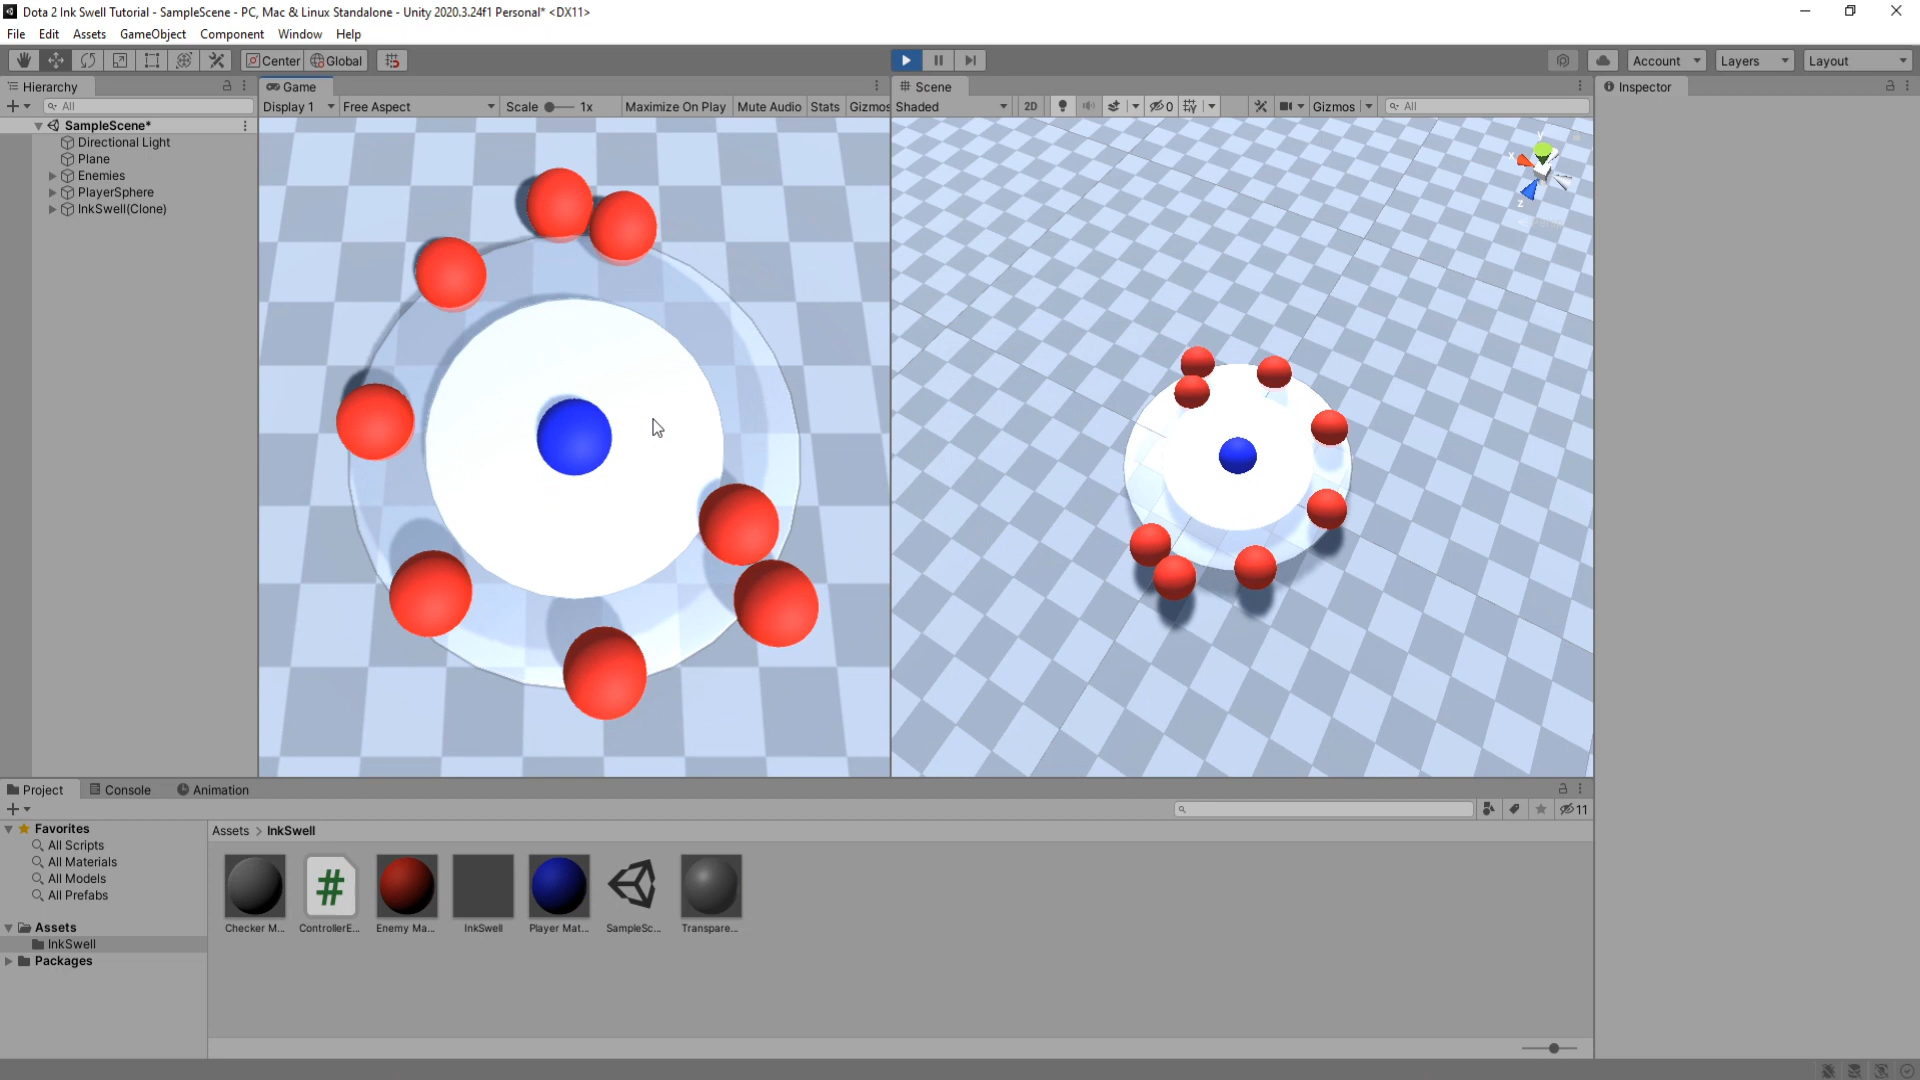 Dota 2 Ink Swell Tutorial - SampleScene - PC, Mac & Linux Standalone - Unity 2020.3.24f1 Personal* <DX11>
File Edit Assets GameObject Component Window Help
Center Global Account Layers Layout
Hierarchy
All
SampleScene*
Directional Light
Plane
Enemies
PlayerSphere
InkSwell(Clone)
Game
Display 1 Free Aspect Scale 1x Maximize On Play Mute Audio Stats Gizmos
Scene
Shaded 2D 0 Gizmos All
y
x
z
Inspector
Project Console Animation
11
Favorites
All Scripts
All Materials
All Models
All Prefabs
Assets
InkSwell
Packages
Assets > InkSwell
#
Checker M... ControllerE... Enemy Ma... InkSwell Player Mat... SampleSc... Transpare...